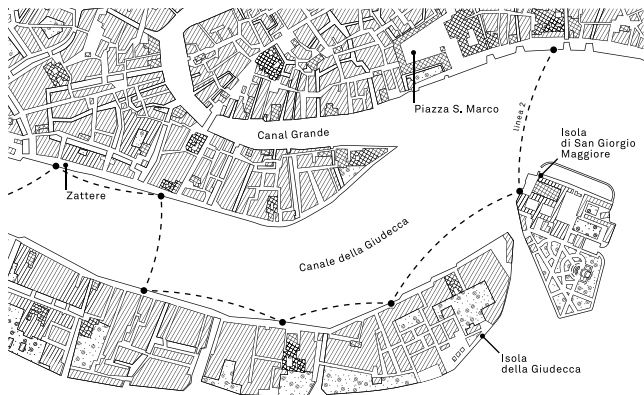 Piazza S. Marco
linea 2
Canal Grande
Isola
di San Giorgio
Maggiore
Zattere
Canale della Giudecca
Isola
della Giudecca